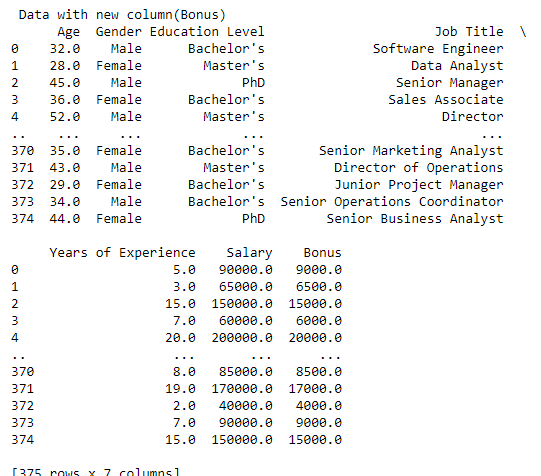 Data with new column(Bonus)
Age Gender Education Level Job Title \
0 32.0 Male Bachelor's Software Engineer
1 28.0 Female Master's Data Analyst
2 45.0 Male PhD Senior Manager
3 36.0 Female Bachelor's Sales Associate
4 52.0 Male Master's Director
.. ... ... ... ...
370 35.0 Female Bachelor's Senior Marketing Analyst
371 43.0 Male Master's Director of Operations
372 29.0 Female Bachelor's Junior Project Manager
373 34.0 Male Bachelor's Senior Operations Coordinator
374 44.0 Female PhD Senior Business Analyst
Years of Experience Salary Bonus
0 5.0 90000.0 9000.0
1 3.0 65000.0 6500.0
2 15.0 150000.0 15000.0
3 7.0 60000.0 6000.0
4 20.0 200000.0 20000.0
.. ... ... ...
370 8.0 85000.0 8500.0
371 19.0 170000.0 17000.0
372 2.0 40000.0 4000.0
373 7.0 90000.0 9000.0
374 15.0 150000.0 15000.0
[375 rows x 7 columns]